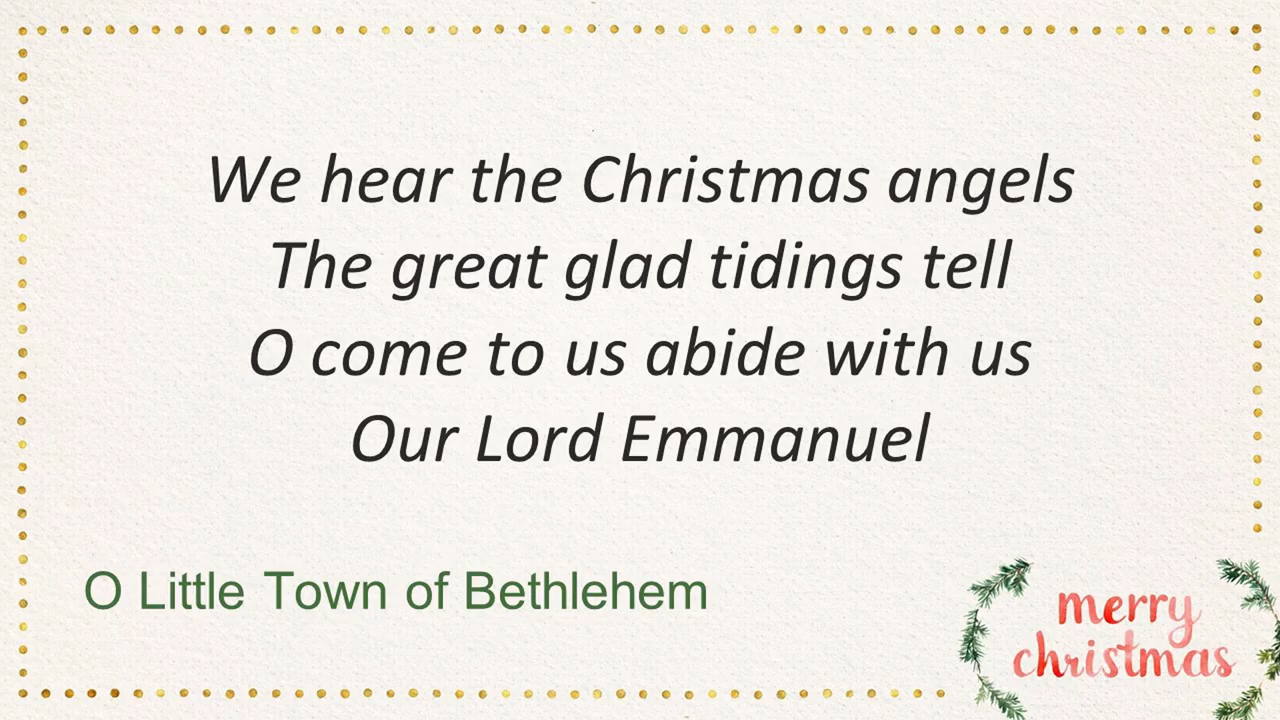 We hear the Christmas angels
The great glad tidings tell
O come to us abide with us
Our Lord Emmanuel
O Little Town of Bethlehem
merry
christmas